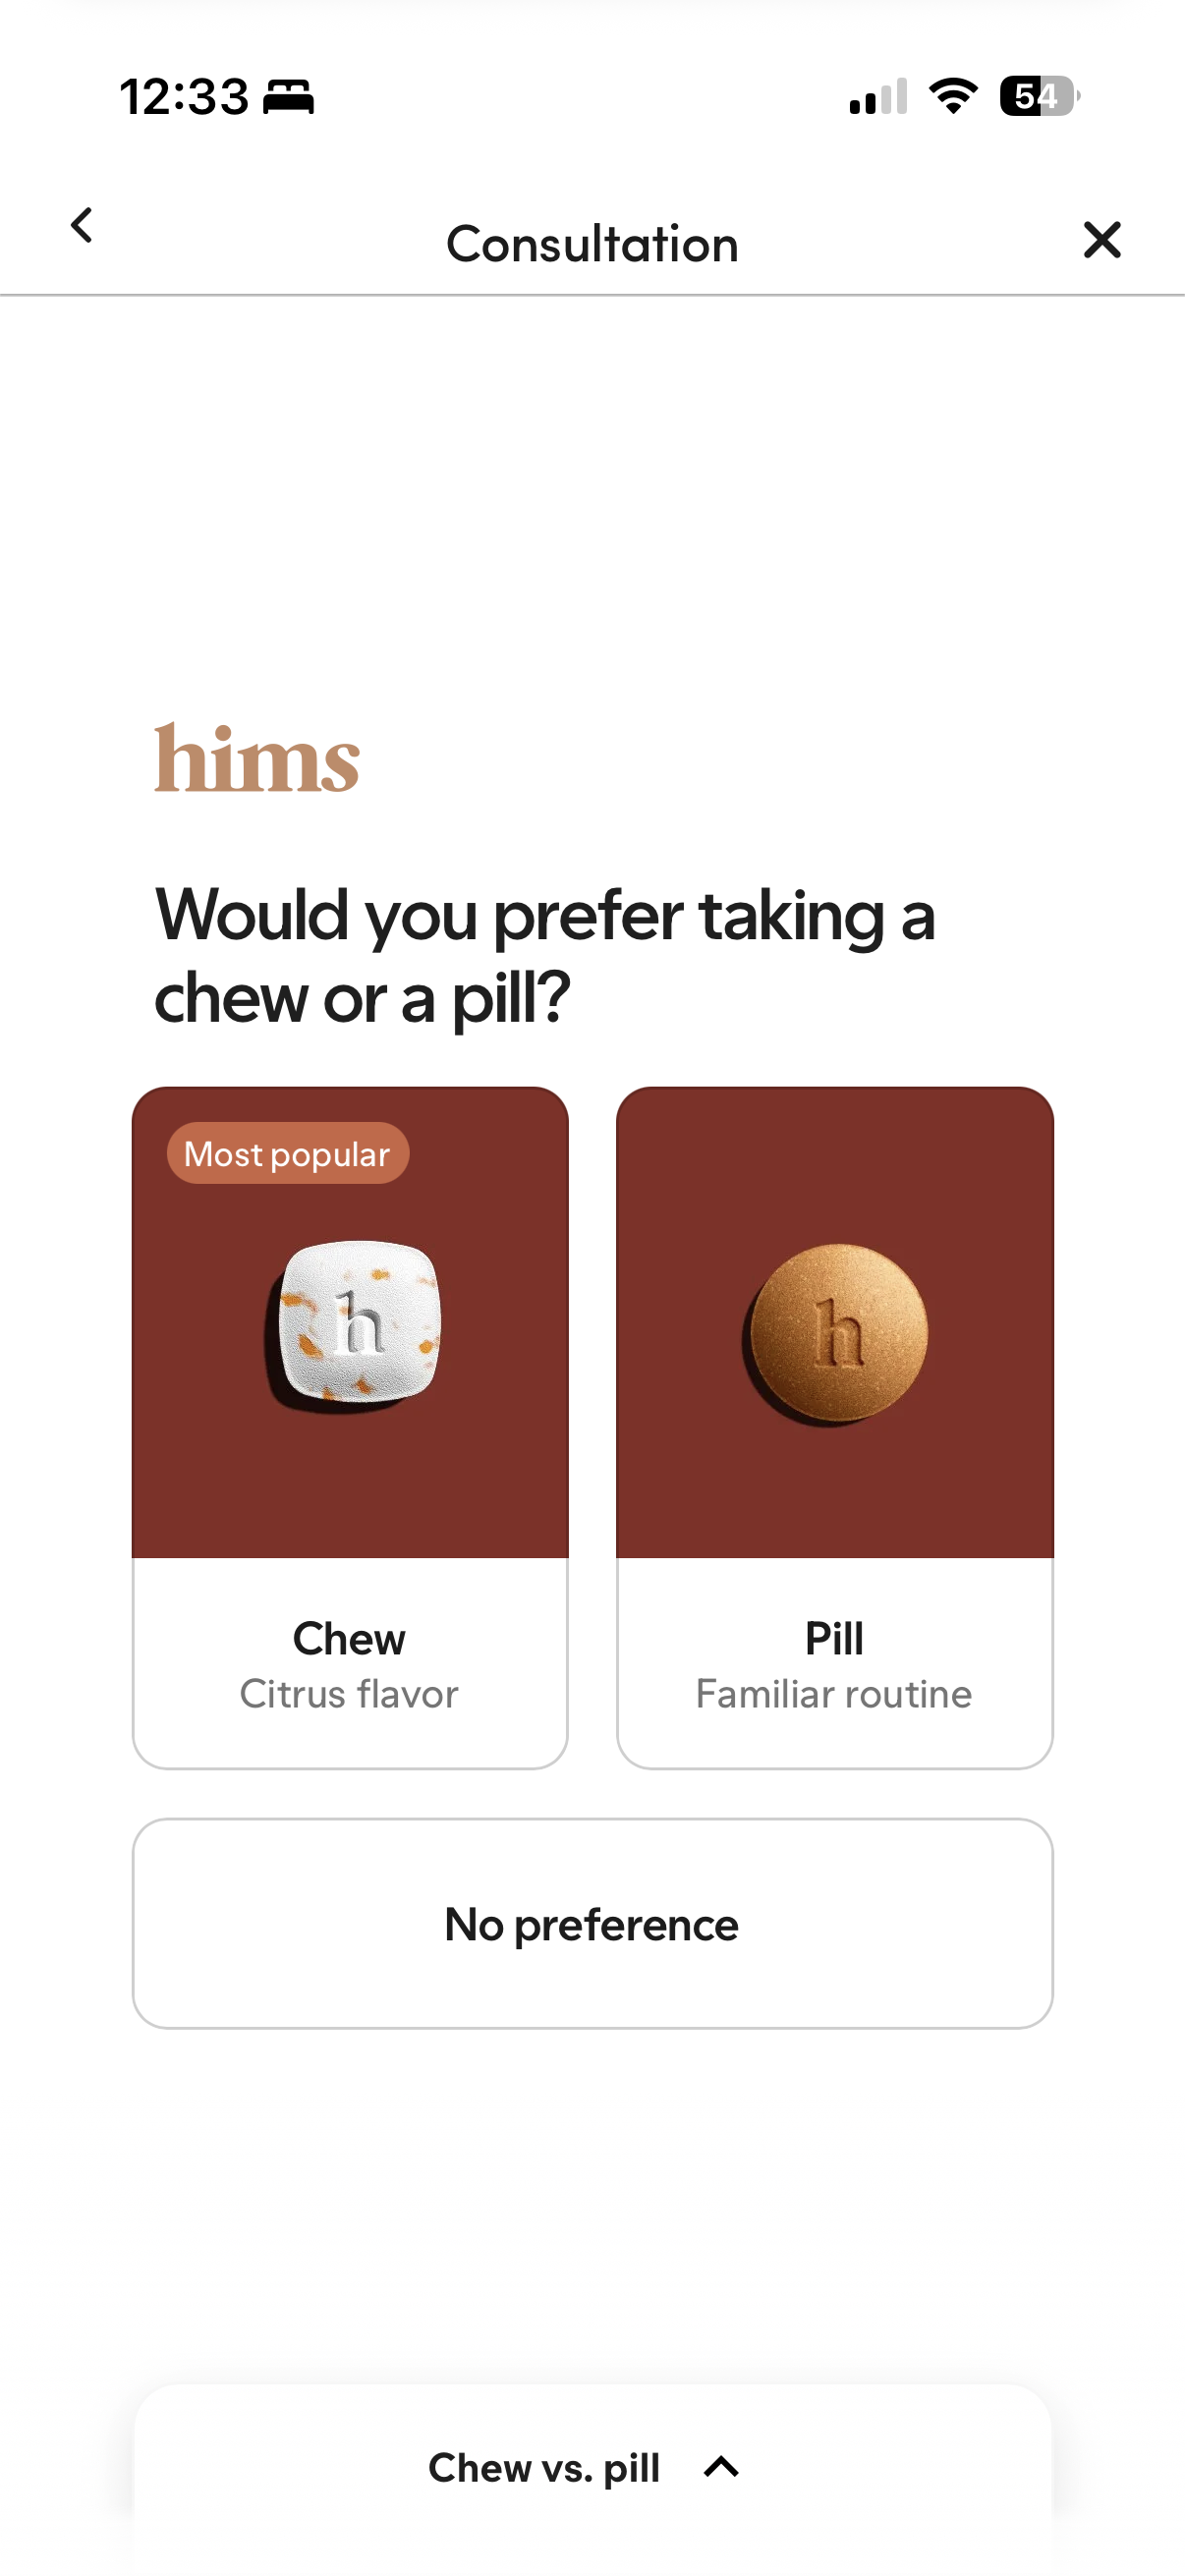 12:33
54
Consultation
hims
Would you prefer taking a
chew or a pill?
Most popular
h
h
Chew
Citrus flavor
Pill
Familiar routine
No preference
Chew vs. pill